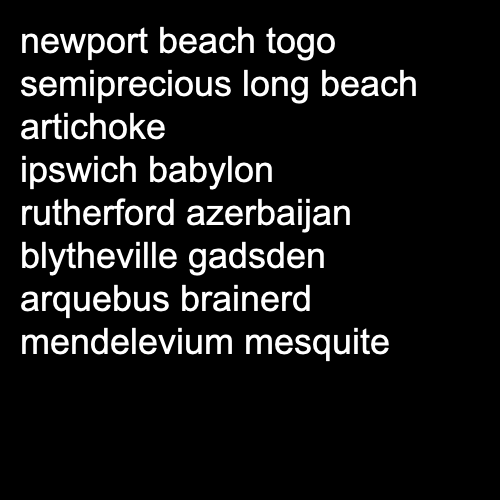 newport beach togo
semiprecious long beach
artichoke
ipswich babylon
rutherford azerbaijan
blytheville gadsden
arquebus brainerd
mendelevium mesquite